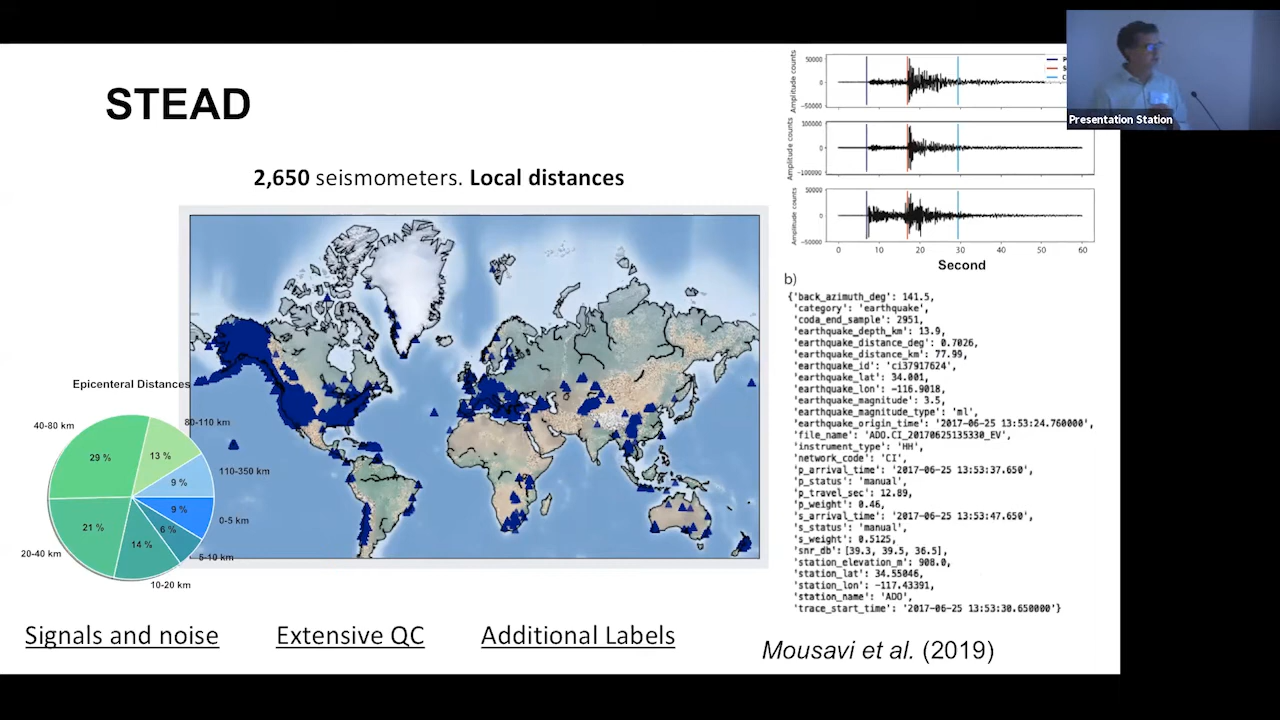 STEAD
2,650 seismometers. Local distances
Epicenteral Distances
40-80 km
80-110 km
29 %
13 %
110-350 km
9 %
9 %
0-5 km
21 %
6 %
14 %
20-40 km
5-10 km
10-20 km
Signals and noise
Extensive QC
Additional Labels
Amplitude counts
50000
0
−50000
Amplitude counts
100000
0
−100000
Amplitude counts
50000
0
−50000
0 10 20 30 40 50 60
Second
Presentation Station
b)
{'back_azimuth_deg': 141.5,
'category': 'earthquake',
'coda_end_sample': 2951,
'earthquake_depth_km': 13.9,
'earthquake_distance_deg': 0.7026,
'earthquake_distance_km': 77.99,
'earthquake_id': 'ci37917624',
'earthquake_lat': 34.001,
'earthquake_lon': -116.9018,
'earthquake_magnitude': 3.5,
'earthquake_magnitude_type': 'ml',
'earthquake_origin_time': '2017-06-25 13:53:24.760000',
'file_name': 'ADO.CI_20170625135330_EV',
'instrument_type': 'HH',
'network_code': 'CI',
'p_arrival_time': '2017-06-25 13:53:37.650',
'p_status': 'manual',
'p_travel_sec': 12.89,
'p_weight': 0.46,
's_arrival_time': '2017-06-25 13:53:47.650',
's_status': 'manual',
's_weight': 0.5125,
'snr_db': [39.3, 39.5, 36.5],
'station_elevation_m': 908.0,
'station_lat': 34.55046,
'station_lon': -117.43391,
'station_name': 'ADO',
'trace_start_time': '2017-06-25 13:53:30.650000'}
Mousavi et al. (2019)